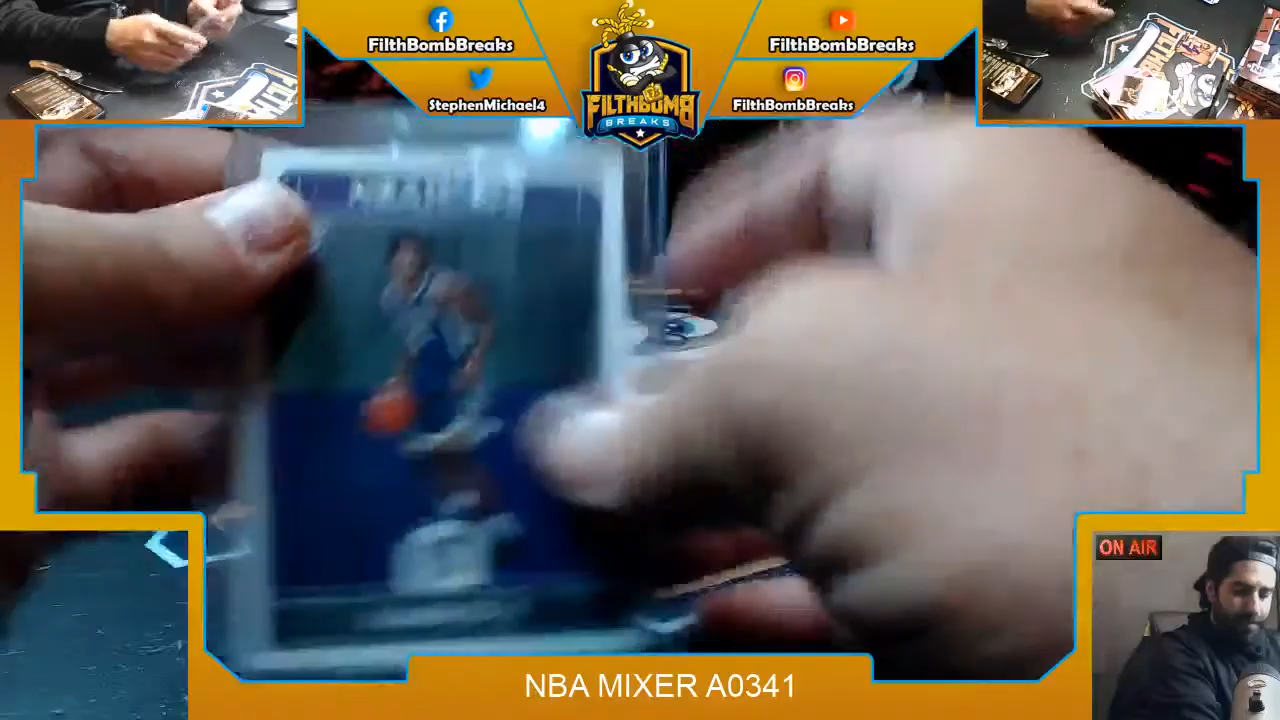 FilthBombBreaks
FilthBombBreaks
StephenMichael4
FilthBombBreaks
FILTHBOMB
BREAKS
ON AIR
NBA MIXER A0341